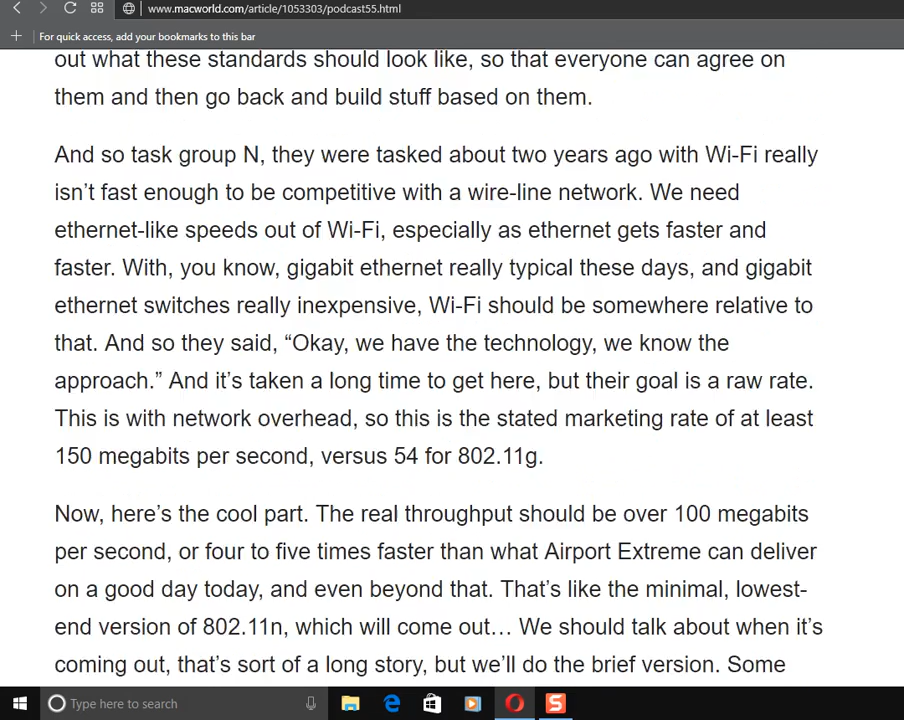 www.macworld.com/article/1053303/podcast55.html
For quick access, add your bookmarks to this bar
out what these standards should look like, so that everyone can agree on
them and then go back and build stuff based on them.
And so task group N, they were tasked about two years ago with Wi-Fi really
isn’t fast enough to be competitive with a wire-line network. We need
ethernet-like speeds out of Wi-Fi, especially as ethernet gets faster and
faster. With, you know, gigabit ethernet really typical these days, and gigabit
ethernet switches really inexpensive, Wi-Fi should be somewhere relative to
that. And so they said, “Okay, we have the technology, we know the
approach.” And it’s taken a long time to get here, but their goal is a raw rate.
This is with network overhead, so this is the stated marketing rate of at least
150 megabits per second, versus 54 for 802.11g.
Now, here’s the cool part. The real throughput should be over 100 megabits
per second, or four to five times faster than what Airport Extreme can deliver
on a good day today, and even beyond that. That’s like the minimal, lowest-
end version of 802.11n, which will come out… We should talk about when it’s
coming out, that’s sort of a long story, but we’ll do the brief version. Some
Type here to search